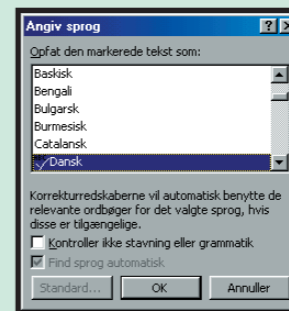 Angiv sprog
Opfat den markerede tekst som:
Baskisk
Bengali
Bulgarsk
Burmesisk
Catalansk
Dansk
Korrekturredskaberne vil automatisk benytte de
relevante ordbøger for det valgte sprog, hvis
disse er tilgængelige.
Kontroller ikke stavning eller grammatik
Find sprog automatisk
Standard... OK Annuller